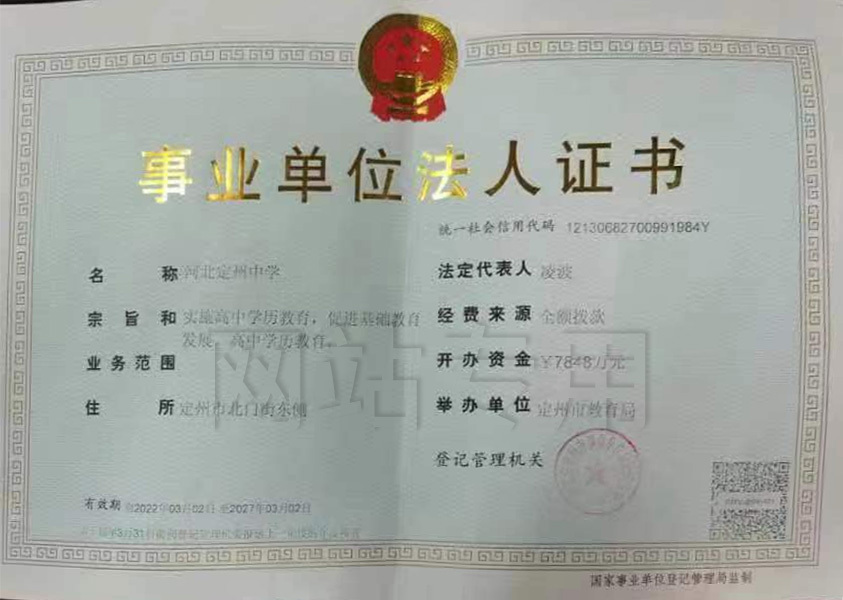 事业单位法人证书
统一社会信用代码 12130682700991984Y
名称 河北定州中学
法定代表人 凌波
宗旨和 实施高中学历教育，促进基础教育
发展。高中学历教育。
业务范围
经费来源 全额拨款
开办资金 ￥7848万元
住所 定州市北门街东侧
举办单位 定州市教育局
登记管理机关
有效期 自2022年03月02日 至2027年03月02日
国家事业单位登记管理局监制
网站专用